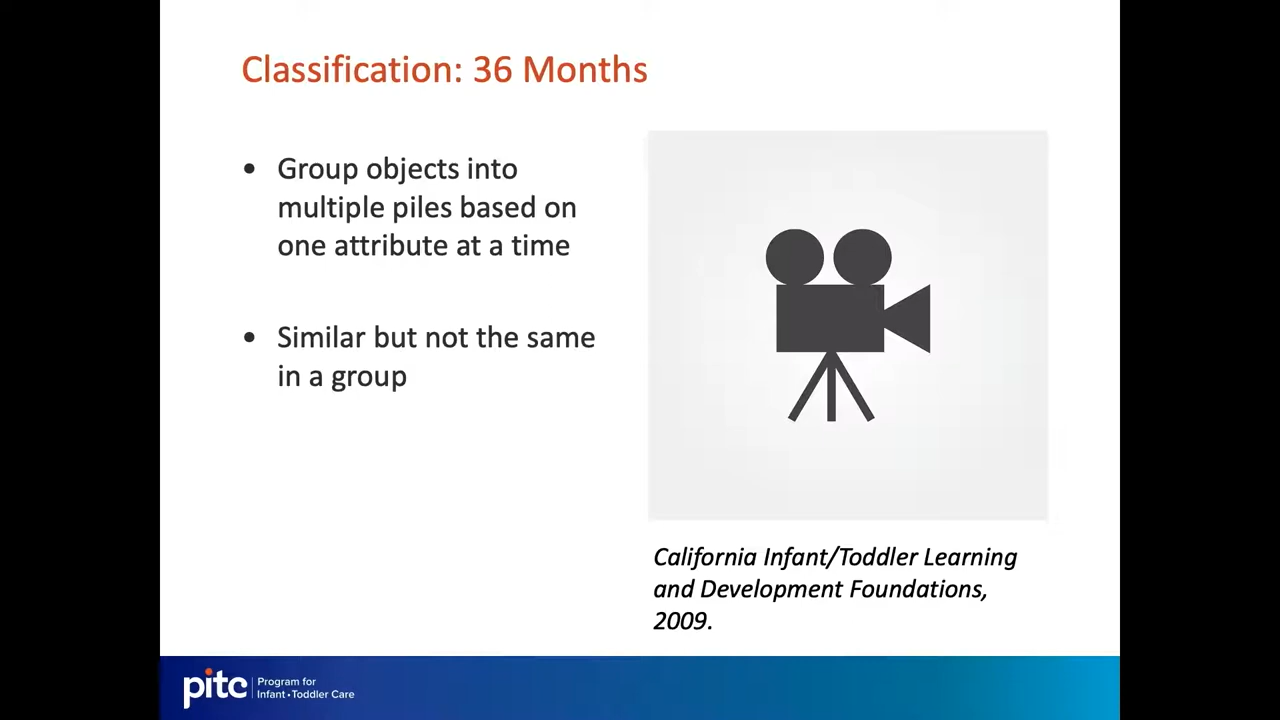 Classification: 36 Months
• Group objects into
multiple piles based on
one attribute at a time
• Similar but not the same
in a group
California Infant/Toddler Learning
and Development Foundations,
2009.
pitc
Program for
Infant•Toddler Care